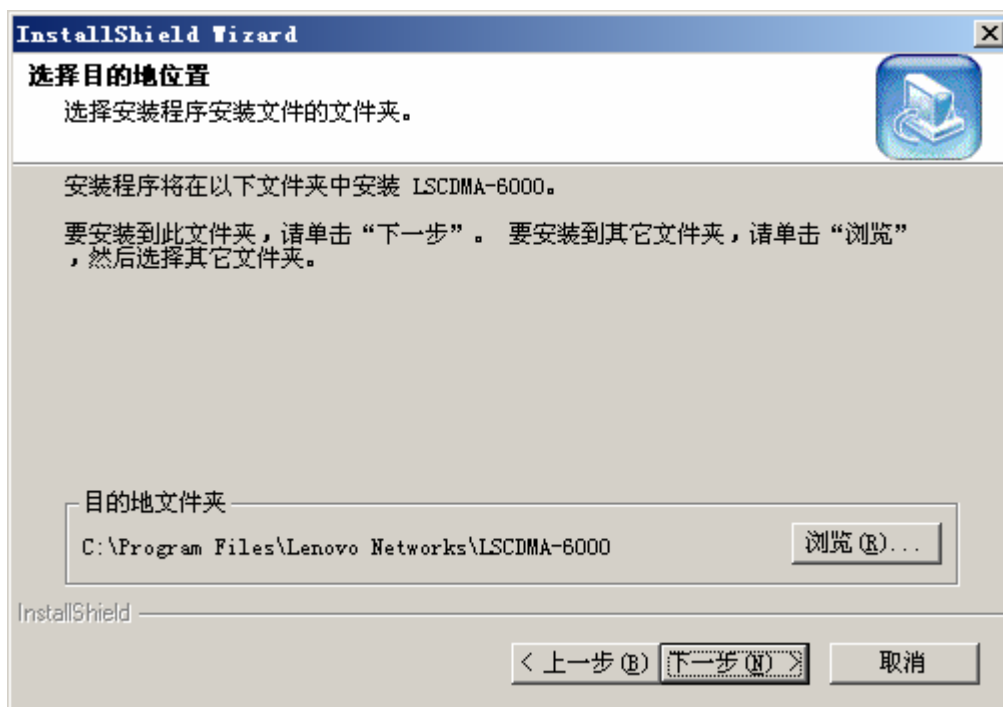 InstallShield Wizard
选择目的地位置
选择安装程序安装文件的文件夹。
安装程序将在以下文件夹中安装 LSCDMA-6000。
要安装到此文件夹，请单击“下一步”。 要安装到其它文件夹，请单击“浏览”
，然后选择其它文件夹。
目的地文件夹
C:\Program Files\Lenovo Networks\LSCDMA-6000
浏览(R)...
InstallShield
< 上一步(B) 下一步(N) > 取消